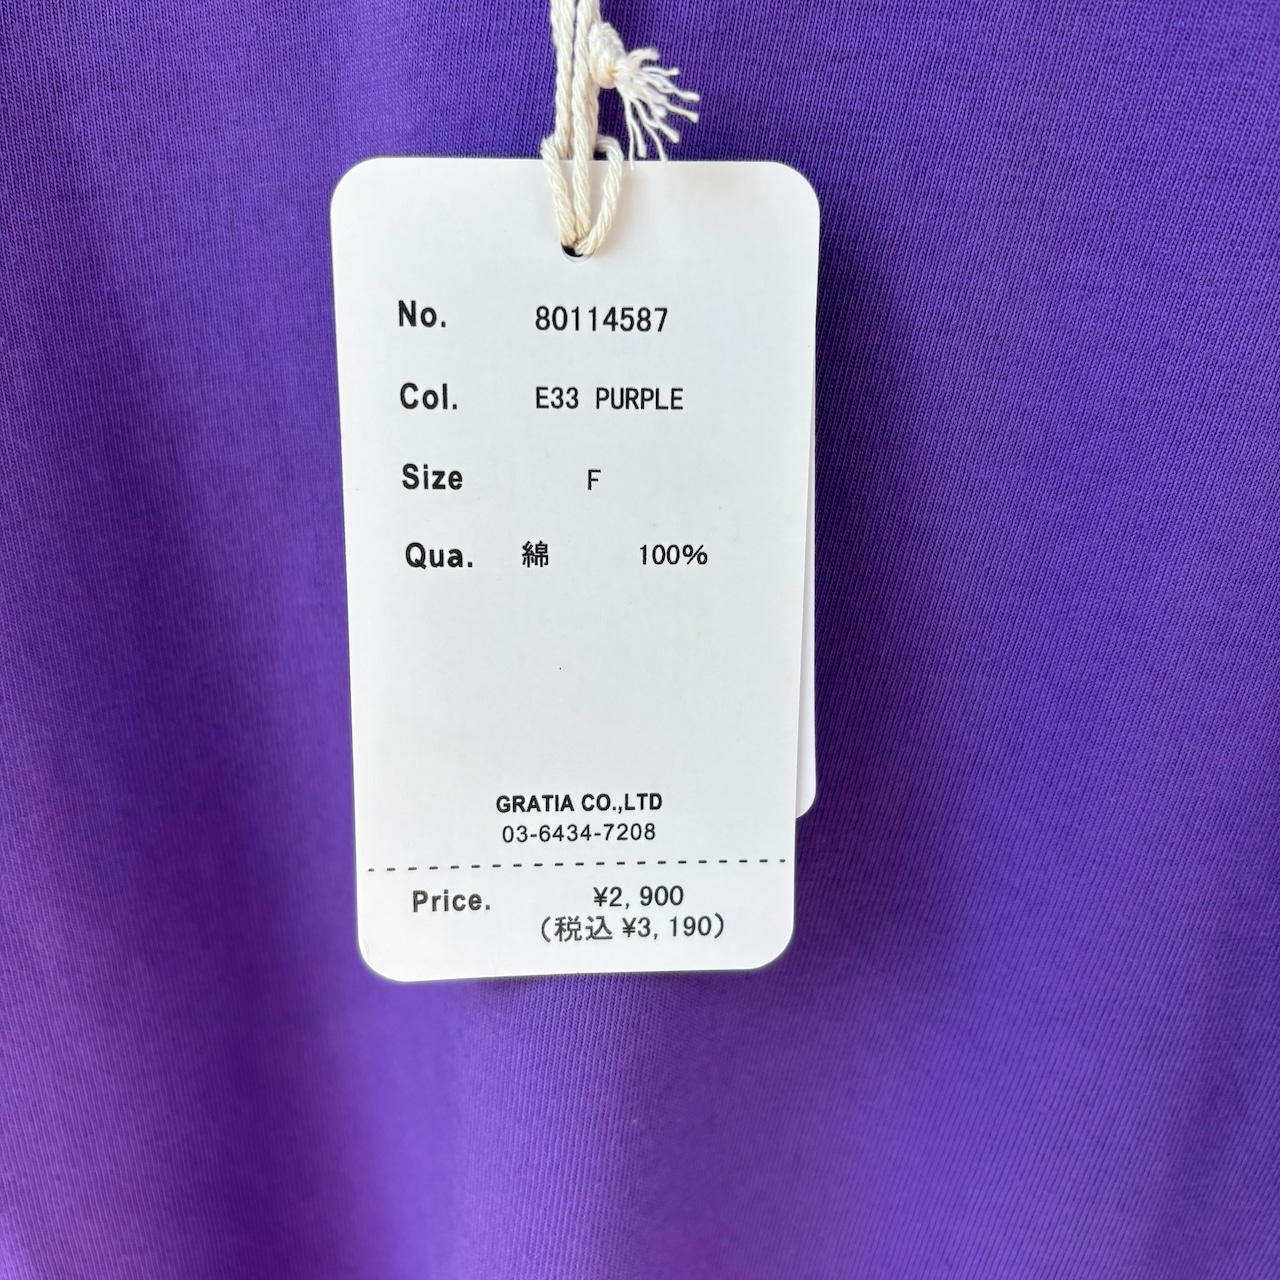 No. 80114587
Col. E33 PURPLE
Size F
Qua. 綿 100%
GRATIA CO.,LTD
03-6434-7208
Price. ¥2, 900
(税込 ¥3, 190)